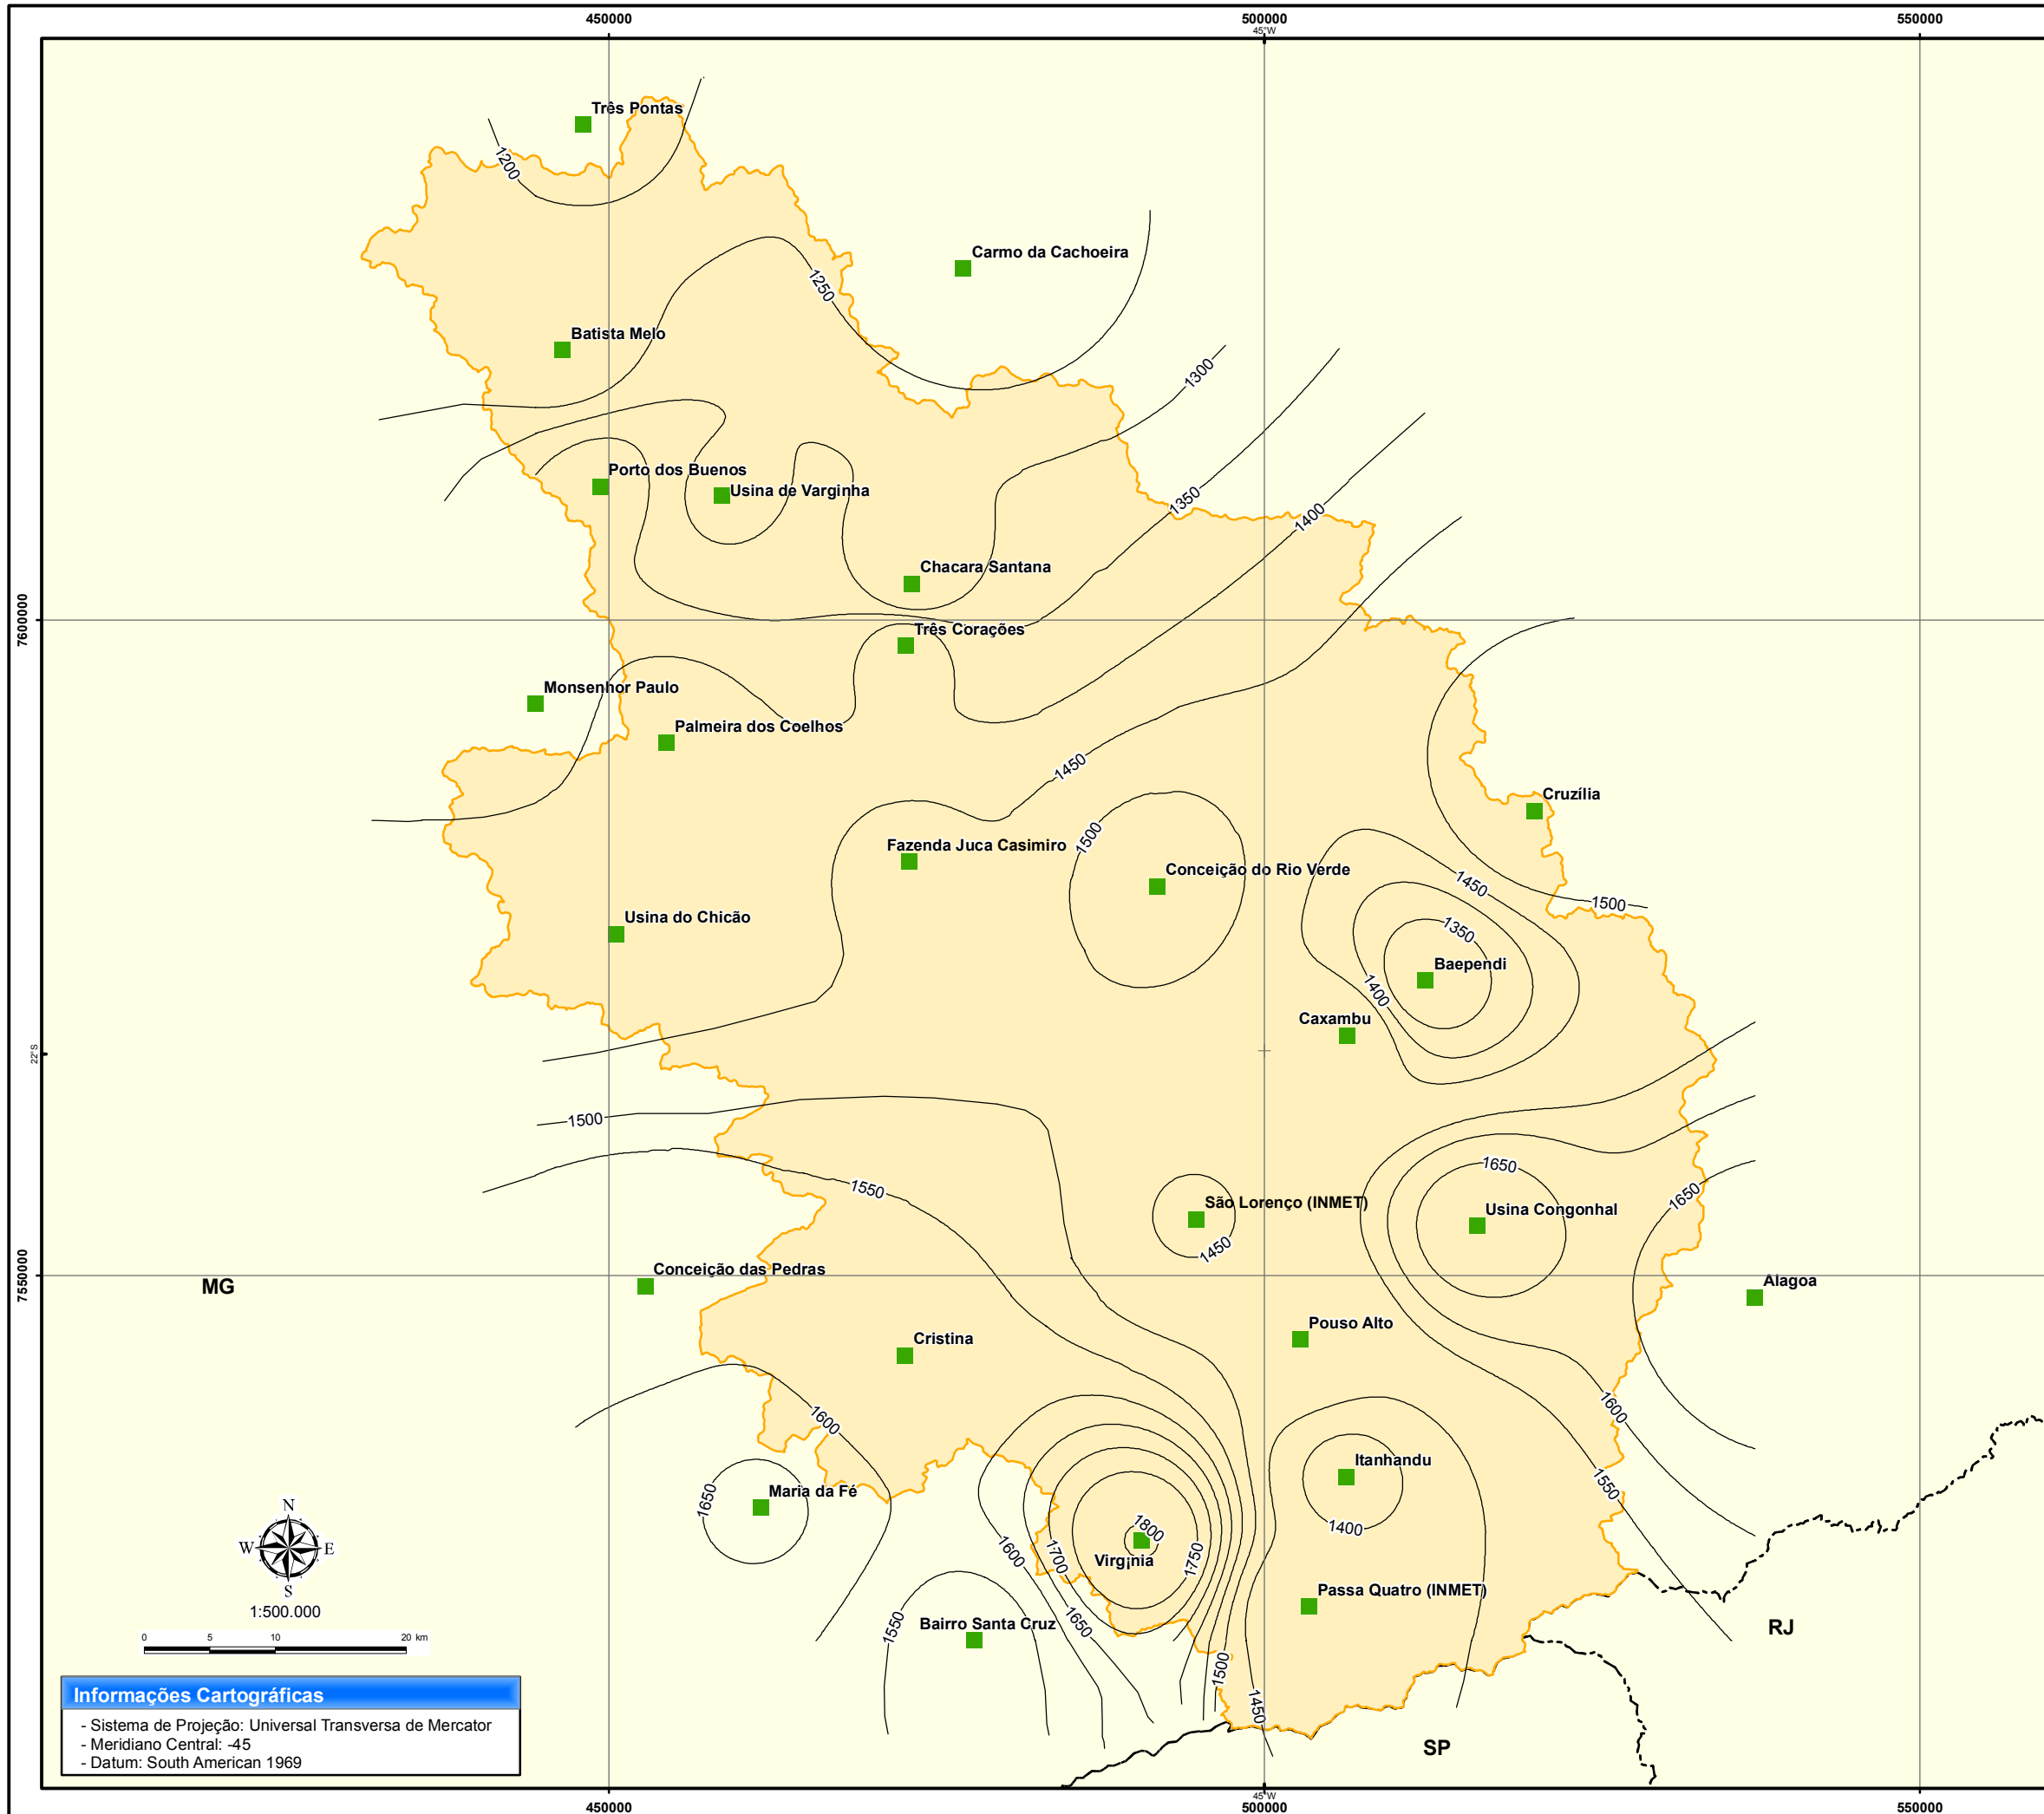 450000
500000
550000
45°W
Três Pontas
1200
Carmo da Cachoeira
1250
Batista Melo
1300
Porto dos Buenos
Usina de Varginha
1350
1400
Chacara Santana
7600000
Três Corações
Monsenhor Paulo
Palmeira dos Coelhos
1450
Cruzília
1500
Fazenda Juca Casimiro
Conceição do Rio Verde
1450
1500
Usina do Chicão
1350
Baependi
1400
Caxambu
22°S
1500
1550
1650
1650
São Lorenço (INMET)
Usina Congonhal
1450
7550000
MG
Conceição das Pedras
Alagoa
Pouso Alto
Cristina
1600
1600
Itanhandu
1550
1650
Maria da Fé
1400
1800
Virgínia
1600
1700
1750
Passa Quatro (INMET)
1550
1650
Bairro Santa Cruz
RJ
1500
1450
SP
N
W
E
S
1:500.000
0 5 10 20 km
Informações Cartográficas
- Sistema de Projeção: Universal Transversa de Mercator
- Meridiano Central: -45
- Datum: South American 1969
45°W
450000
500000
550000